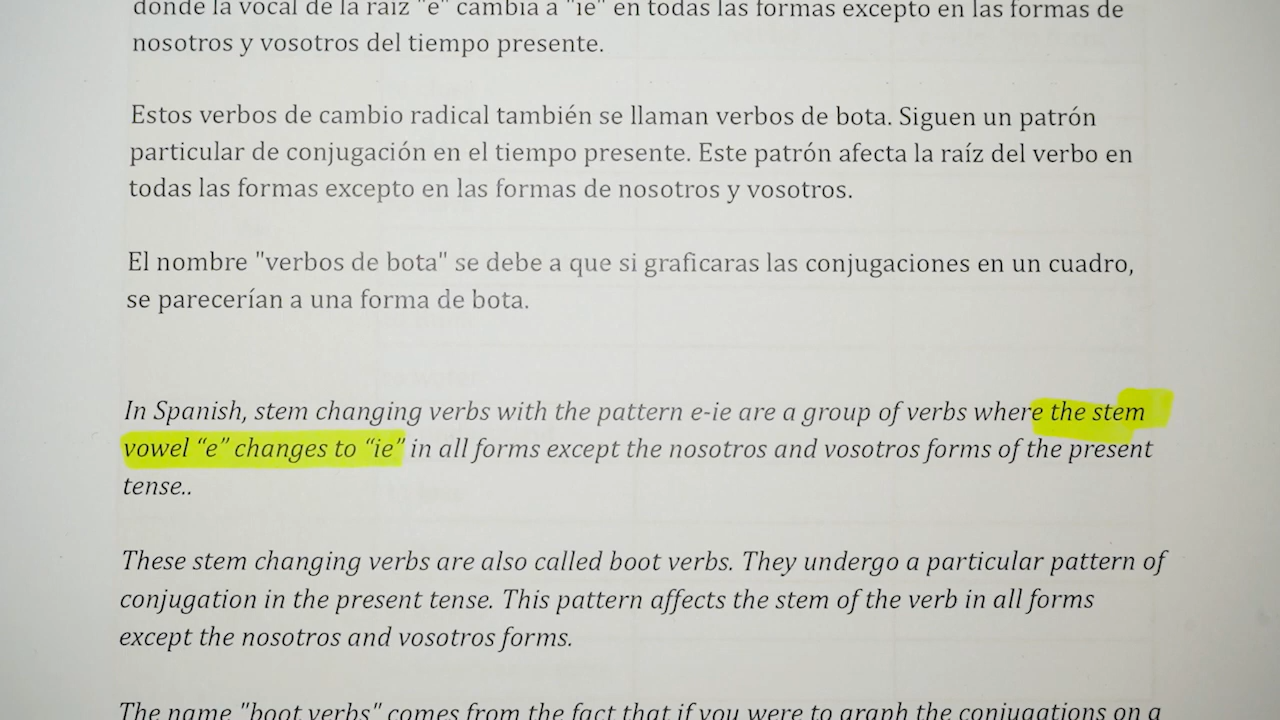 donde la vocal de la raíz "e" cambia a "ie" en todas las formas excepto en las formas de
nosotros y vosotros del tiempo presente.
Estos verbos de cambio radical también se llaman verbos de bota. Siguen un patrón
particular de conjugación en el tiempo presente. Este patrón afecta la raíz del verbo en
todas las formas excepto en las formas de nosotros y vosotros.
El nombre "verbos de bota" se debe a que si graficaras las conjugaciones en un cuadro,
se parecerían a una forma de bota.
In Spanish, stem changing verbs with the pattern e-ie are a group of verbs where the stem
vowel “e” changes to “ie” in all forms except the nosotros and vosotros forms of the present
tense..
These stem changing verbs are also called boot verbs. They undergo a particular pattern of
conjugation in the present tense. This pattern affects the stem of the verb in all forms
except the nosotros and vosotros forms.
The name "boot verbs" comes from the fact that if you were to graph the conjugations on a